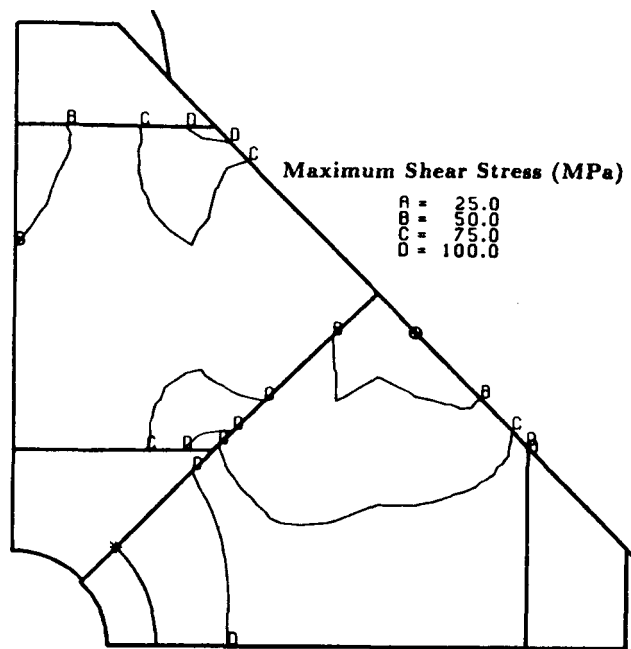 B C D
D
C
Maximum Shear Stress (MPa)
A = 25.0
B = 50.0
C = 75.0
D = 100.0
B
B
C
B
D
C
C D D
B
D
D